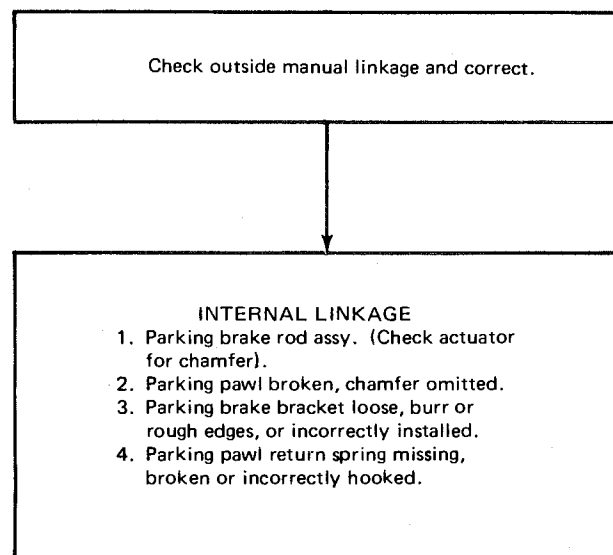 Check outside manual linkage and correct.
INTERNAL LINKAGE
1. Parking brake rod assy. (Check actuator
for chamfer).
2. Parking pawl broken, chamfer omitted.
3. Parking brake bracket loose, burr or
rough edges, or incorrectly installed.
4. Parking pawl return spring missing,
broken or incorrectly hooked.